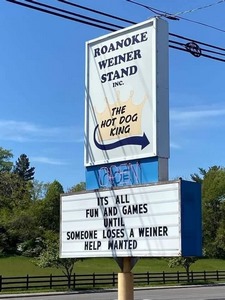 ROANOKE
WEINER
STAND
INC.
THE
HOT DOG
KING
OPEN
ITS ALL
FUN AND GAMES
UNTIL
SOMEONE LOSES A WEINER
HELP WANTED